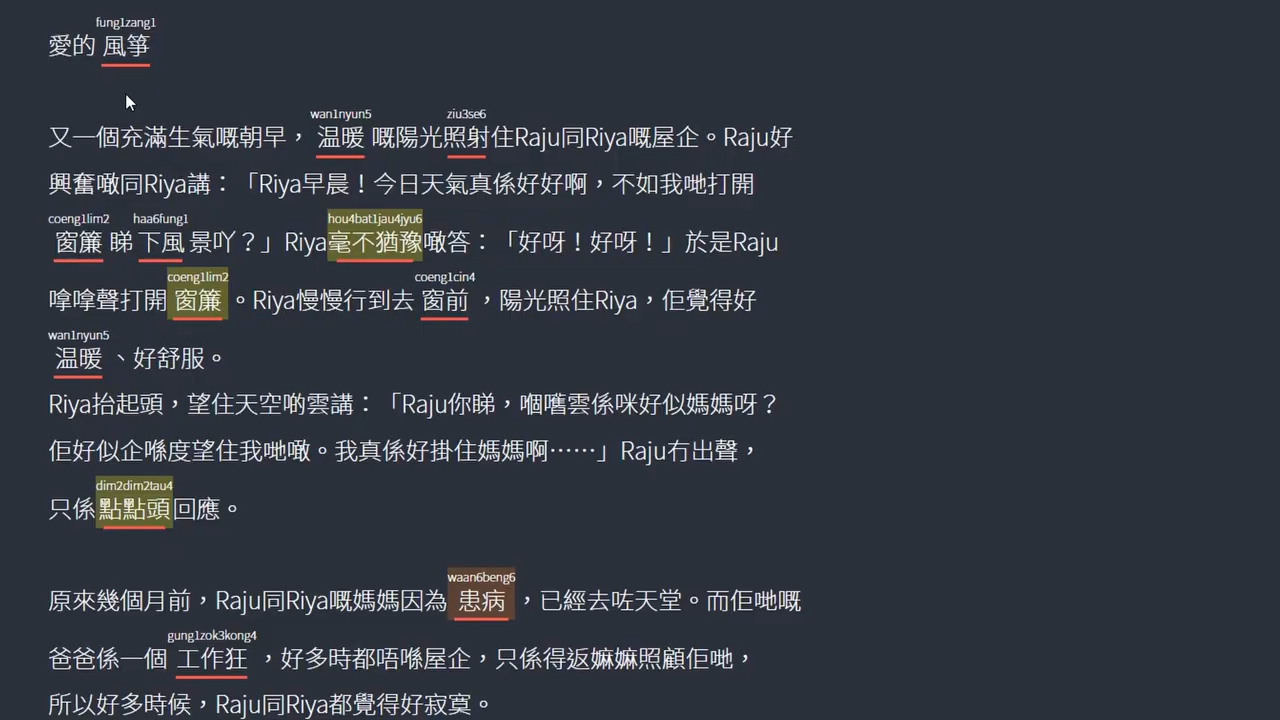 fung1zang1
愛的 風箏
wan1nyun5 ziu3se6
又一個充滿生氣嘅朝早，温暖 嘅陽光照射住Raju同Riya嘅屋企。Raju好
興奮噉同Riya講：「Riya早晨！今日天氣真係好好啊，不如我哋打開
coeng1lim2 haa6fung1 hou4bat1jau4jyu6
窗簾 睇 下風 景吖？」Riya毫不猶豫噉答：「好呀！好呀！」於是Raju
coeng1lim2 coeng1cin4
嗱嗱聲打開窗簾。Riya慢慢行到去 窗前 ，陽光照住Riya，佢覺得好
wan1nyun5
温暖 、好舒服。
Riya抬起頭，望住天空啲雲講：「Raju你睇，嗰嚿雲係咪好似媽媽呀？
佢好似企喺度望住我哋噉。我真係好掛住媽媽啊⋯⋯」Raju冇出聲，
dim2dim2tau4
只係點點頭回應。
waan6beng6
原來幾個月前，Raju同Riya嘅媽媽因為 患病 ，已經去咗天堂。而佢哋嘅
gung1zok3kong4
爸爸係一個 工作狂 ，好多時都唔喺屋企，只係得返嫲嫲照顧佢哋，
所以好多時候，Raju同Riya都覺得好寂寞。